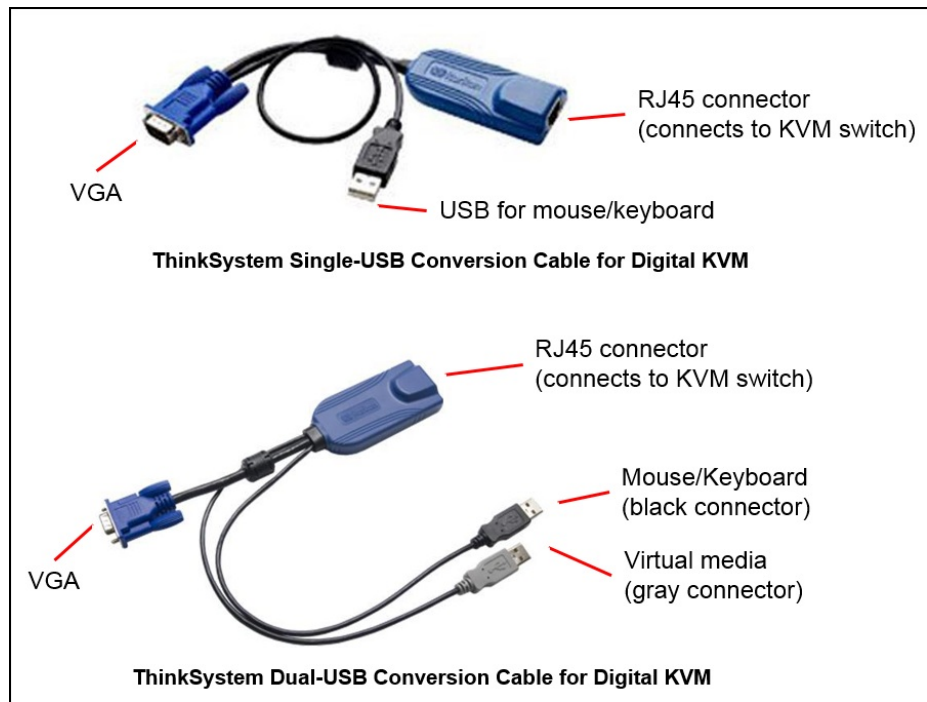 RJ45 connector
(connects to KVM switch)
VGA
USB for mouse/keyboard
ThinkSystem Single-USB Conversion Cable for Digital KVM
RJ45 connector
(connects to KVM switch)
Mouse/Keyboard
(black connector)
Virtual media
(gray connector)
VGA
ThinkSystem Dual-USB Conversion Cable for Digital KVM